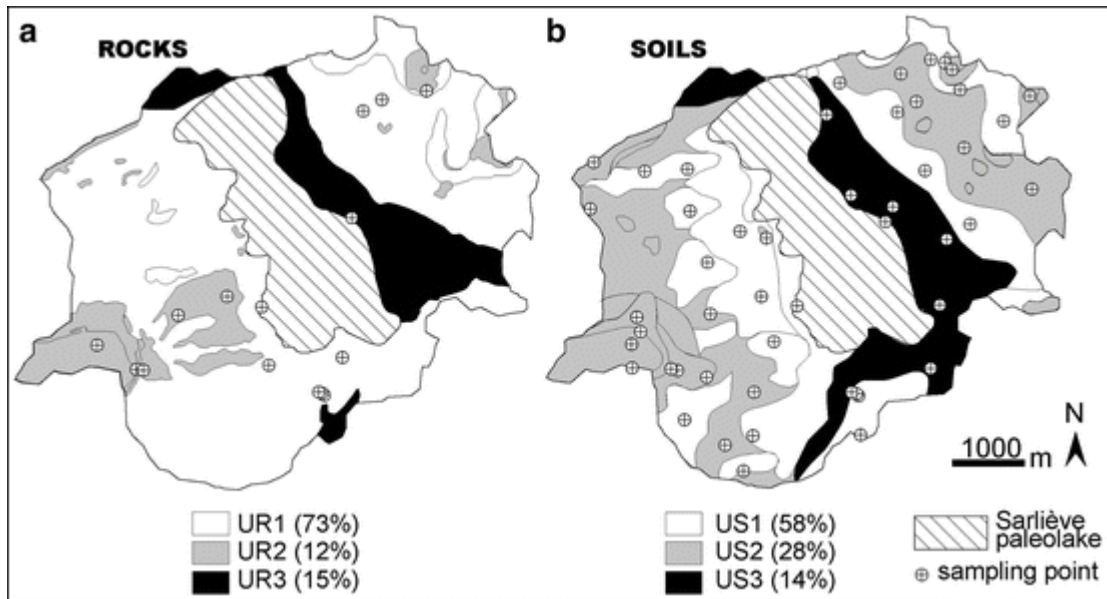 a ROCKS
b SOILS
N
1000 m
UR1 (73%)
UR2 (12%)
UR3 (15%)
US1 (58%)
US2 (28%)
US3 (14%)
Sarliève
paleolake
sampling point